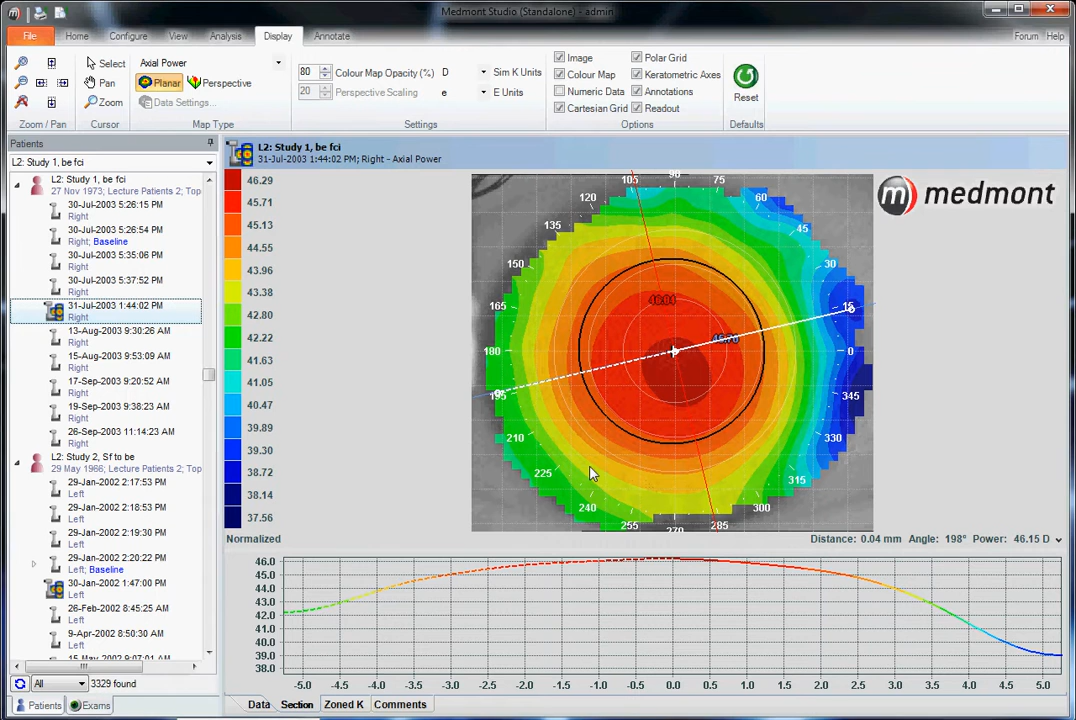 Medmont Studio (Standalone) - admin
File Home Configure View Analysis Display Annotate Forum Help
Select Pan Zoom
Zoom / Pan Cursor
Axial Power
Planar Perspective
Data Settings...
Map Type
80 Colour Map Opacity (%) D Sim K Units
20 Perspective Scaling e E Units
Settings
Image Polar Grid
Colour Map Keratometric Axes
Numeric Data Annotations
Cartesian Grid Readout
Options
Reset
Defaults
Patients
L2: Study 1, be fci
L2: Study 1, be fci
27 Nov 1973; Lecture Patients 2; Top
30-Jul-2003 5:26:15 PM
Right
30-Jul-2003 5:26:54 PM
Right; Baseline
30-Jul-2003 5:35:06 PM
Right
30-Jul-2003 5:37:52 PM
Right
31-Jul-2003 1:44:02 PM
Right
13-Aug-2003 9:30:26 AM
Right
15-Aug-2003 9:53:09 AM
Right
17-Sep-2003 9:20:52 AM
Right
19-Sep-2003 9:38:23 AM
Right
26-Sep-2003 11:14:23 AM
Right
L2: Study 2, Sf to be
29 May 1966; Lecture Patients 2; Top
29-Jan-2002 2:17:53 PM
Left
29-Jan-2002 2:18:53 PM
Left
29-Jan-2002 2:19:30 PM
Left
29-Jan-2002 2:20:22 PM
Left; Baseline
30-Jan-2002 1:47:00 PM
Left
26-Feb-2002 8:45:25 AM
Left
9-Apr-2002 8:50:30 AM
Left
15-May-2002 9:07:01 AM
All 3329 found
Patients Exams
L2: Study 1, be fci
31-Jul-2003 1:44:02 PM; Right - Axial Power
46.29
45.71
45.13
44.55
43.96
43.38
42.80
42.22
41.63
41.05
40.47
39.89
39.30
38.72
38.14
37.56
medmont
105 90 75
120 60
135 45
150 30
165 15
180 0
195 345
210 330
225 315
240 300
255 270 285
Normalized
Distance: 0.04 mm Angle: 198° Power: 46.15 D
46.0
45.0
44.0
43.0
42.0
41.0
40.0
39.0
38.0
-5.0 -4.5 -4.0 -3.5 -3.0 -2.5 -2.0 -1.5 -1.0 -0.5 0.0 0.5 1.0 1.5 2.0 2.5 3.0 3.5 4.0 4.5 5.0
Data Section Zoned K Comments